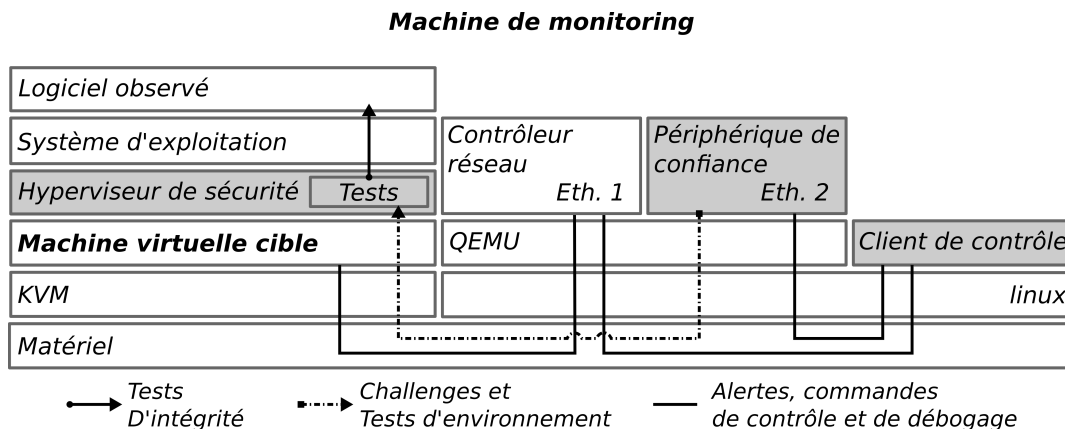 Machine de monitoring
Logiciel observé
Système d'exploitation
Contrôleur
réseau
Eth. 1
Périphérique de
confiance
Eth. 2
Hyperviseur de sécurité
Tests
Machine virtuelle cible
QEMU
Client de contrôle
KVM
linux
Matériel
Tests
D'intégrité
Challenges et
Tests d'environnement
Alertes, commandes
de contrôle et de débogage